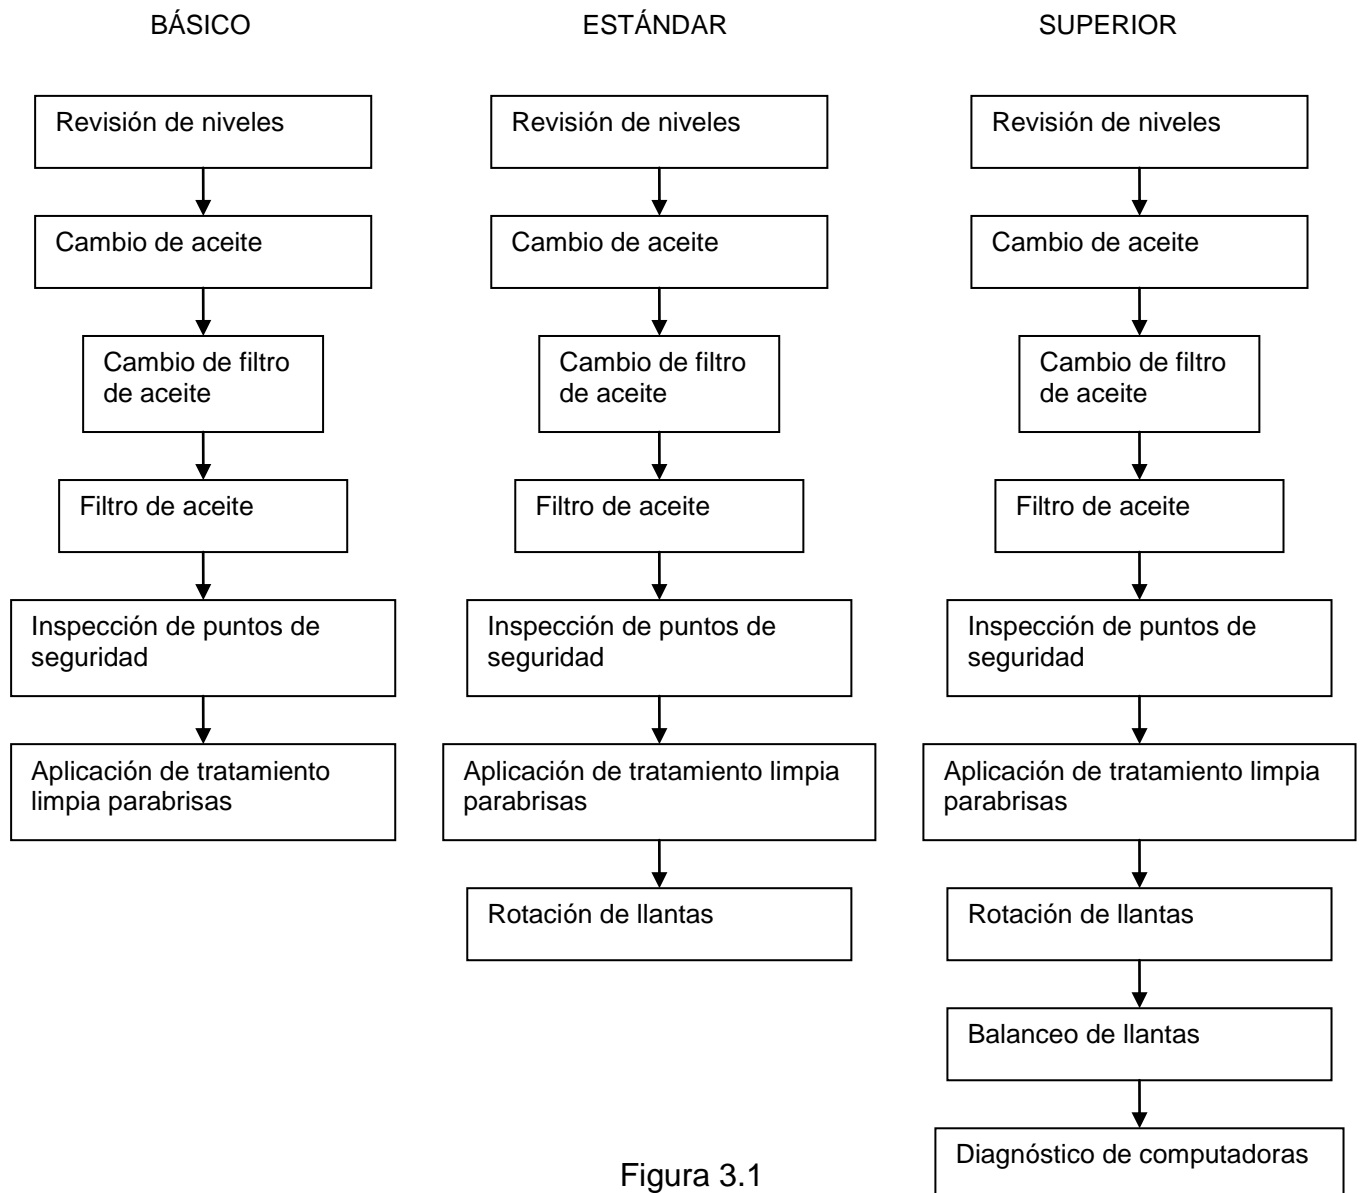 BÁSICO
Revisión de niveles
Cambio de aceite
Cambio de filtro
de aceite
Filtro de aceite
Inspección de puntos de
seguridad
Aplicación de tratamiento
limpia parabrisas
ESTÁNDAR
Revisión de niveles
Cambio de aceite
Cambio de filtro
de aceite
Filtro de aceite
Inspección de puntos de
seguridad
Aplicación de tratamiento limpia
parabrisas
Rotación de llantas
SUPERIOR
Revisión de niveles
Cambio de aceite
Cambio de filtro
de aceite
Filtro de aceite
Inspección de puntos de
seguridad
Aplicación de tratamiento limpia
parabrisas
Rotación de llantas
Balanceo de llantas
Diagnóstico de computadoras
Figura 3.1